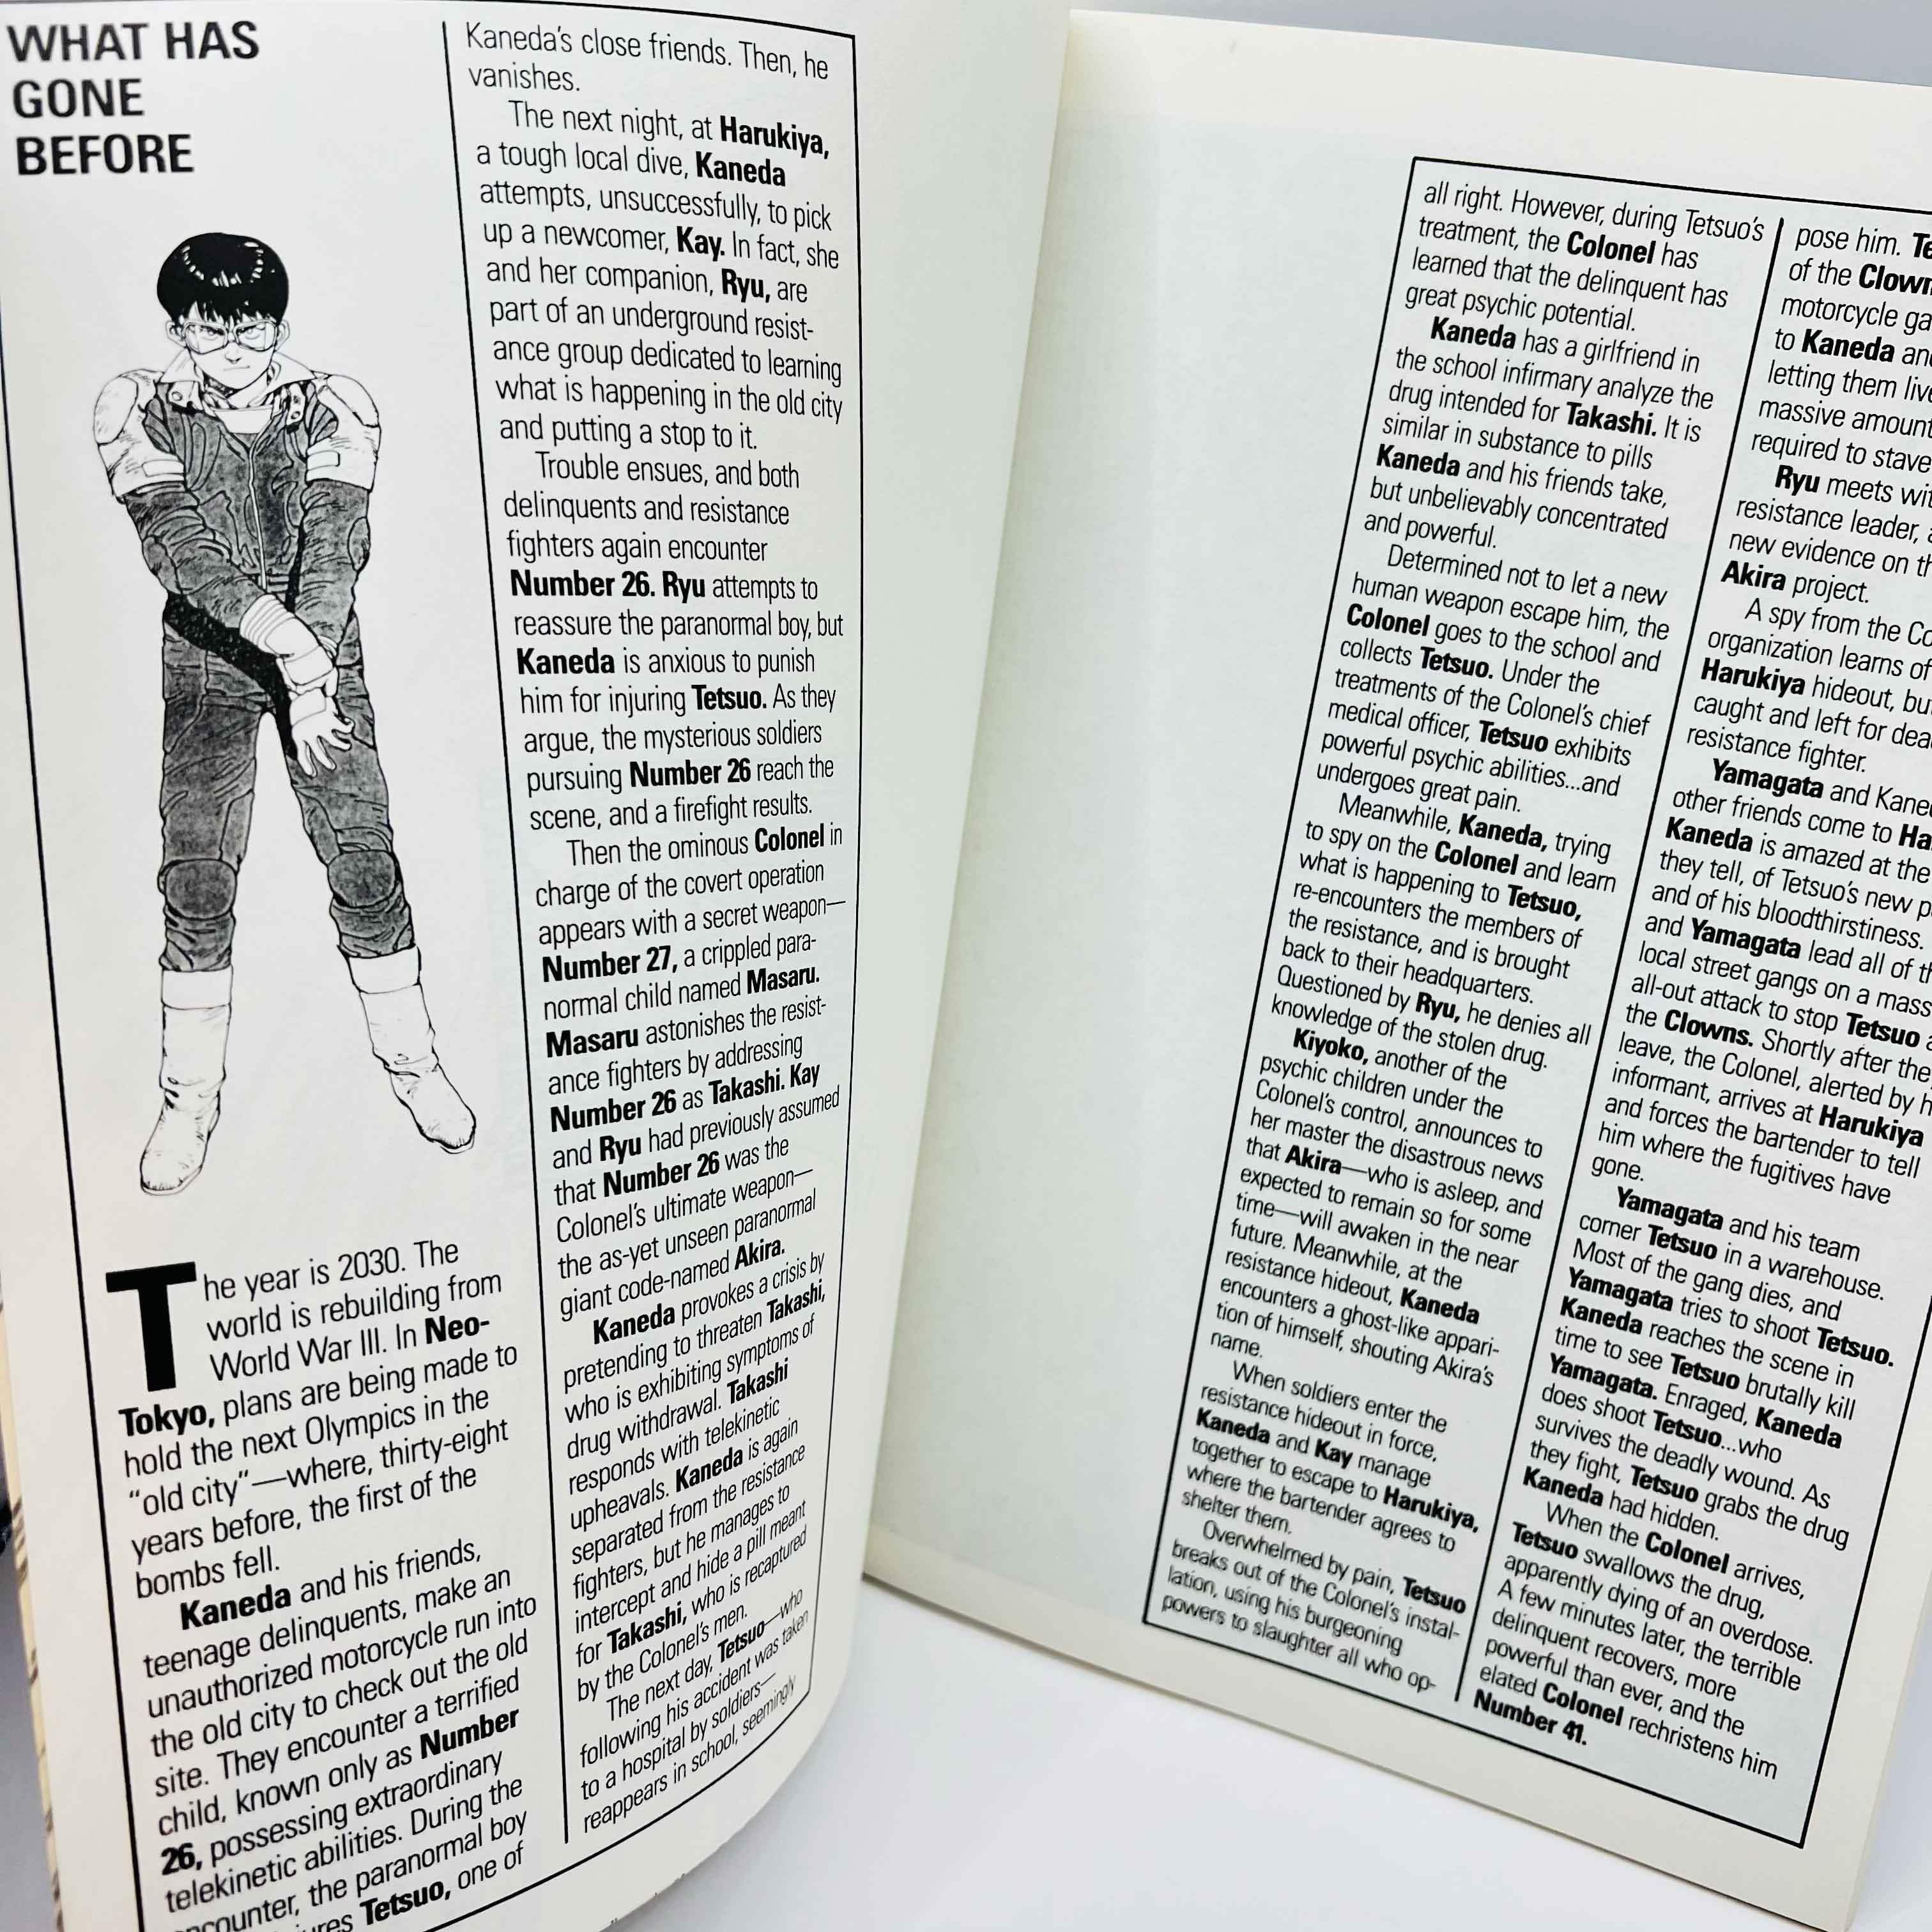 WHAT HAS
GONE
BEFORE
The year is 2030. The
world is rebuilding from
World War III. In Neo-
Tokyo, plans are being made to
hold the next Olympics in the
"old city"—where, thirty-eight
years before, the first of the
bombs fell.
Kaneda and his friends,
teenage delinquents, make an
unauthorized motorcycle run into
the old city to check out the old
site. They encounter a terrified
child, known only as Number
26, possessing extraordinary
telekinetic abilities. During the
encounter, the paranormal boy
Tetsuo, one of
Kaneda's close friends. Then, he
vanishes.
The next night, at Harukiya,
a tough local dive, Kaneda
attempts, unsuccessfully, to pick
up a newcomer, Kay. In fact, she
and her companion, Ryu, are
part of an underground resist-
ance group dedicated to learning
what is happening in the old city
and putting a stop to it.
Trouble ensues, and both
delinquents and resistance
fighters again encounter
Number 26. Ryu attempts to
reassure the paranormal boy, but
Kaneda is anxious to punish
him for injuring Tetsuo. As they
argue, the mysterious soldiers
pursuing Number 26 reach the
scene, and a firefight results.
Then the ominous Colonel in
charge of the covert operation
appears with a secret weapon—
Number 27, a crippled para-
normal child named Masaru.
Masaru astonishes the resist-
ance fighters by addressing
Number 26 as Takashi. Kay
and Ryu had previously assumed
that Number 26 was the
Colonel's ultimate weapon—
the as-yet unseen paranormal
giant code-named Akira.
Kaneda provokes a crisis by
pretending to threaten Takashi,
who is exhibiting symptoms of
drug withdrawal. Takashi
responds with telekinetic
upheavals. Kaneda is again
separated from the resistance
fighters, but he manages to
intercept and hide a pill meant
for Takashi, who is recaptured
by the Colonel's men.
The next day, Tetsuo—who
following his accident was taken
to a hospital by soldiers—
reappears in school, seemingly
all right. However, during Tetsuo's
treatment, the Colonel has
learned that the delinquent has
great psychic potential.
Kaneda has a girlfriend in
the school infirmary analyze the
drug intended for Takashi. It is
similar in substance to pills
Kaneda and his friends take,
but unbelievably concentrated
and powerful.
Determined not to let a new
human weapon escape him, the
Colonel goes to the school and
collects Tetsuo. Under the
treatments of the Colonel's chief
medical officer, Tetsuo exhibits
powerful psychic abilities...and
undergoes great pain.
Meanwhile, Kaneda, trying
to spy on the Colonel and learn
what is happening to Tetsuo,
re-encounters the members of
the resistance, and is brought
back to their headquarters.
Questioned by Ryu, he denies all
knowledge of the stolen drug.
Kiyoko, another of the
psychic children under the
Colonel's control, announces to
her master the disastrous news
that Akira—who is asleep, and
expected to remain so for some
time—will awaken in the near
future. Meanwhile, at the
resistance hideout, Kaneda
encounters a ghost-like appari-
tion of himself, shouting Akira's
name.
When soldiers enter the
resistance hideout in force,
Kaneda and Kay manage
together to escape to Harukiya,
where the bartender agrees to
shelter them.
Overwhelmed by pain, Tetsuo
breaks out of the Colonel's instal-
lation, using his burgeoning
powers to slaughter all who op-
pose him.
of the
motorcycle
to Kaneda
letting them
massive
required to stave
Ryu meets
resistance leader,
new evidence on
Akira project.
A spy from the
organization learns of
Harukiya hideout,
caught and left for
resistance fighter.
Yamagata and
other friends come to
Kaneda is amazed at the
they tell, of Tetsuo's new
and of his bloodthirstiness.
and Yamagata lead all of
local street gangs on a
all-out attack to stop Tetsuo
the Clowns. Shortly after
leave, the Colonel, alerted by
informant, arrives at Harukiya
and forces the bartender to tell
him where the fugitives have
gone.
Yamagata and his team
corner Tetsuo in a warehouse.
Most of the gang dies, and
Yamagata tries to shoot Tetsuo.
Kaneda reaches the scene in
time to see Tetsuo brutally kill
Yamagata. Enraged, Kaneda
does shoot Tetsuo...who
survives the deadly wound. As
they fight, Tetsuo grabs the drug
Kaneda had hidden.
When the Colonel arrives,
Tetsuo swallows the drug,
apparently dying of an overdose.
A few minutes later, the terrible
delinquent recovers, more
powerful than ever, and the
elated Colonel rechristens him
Number 41.